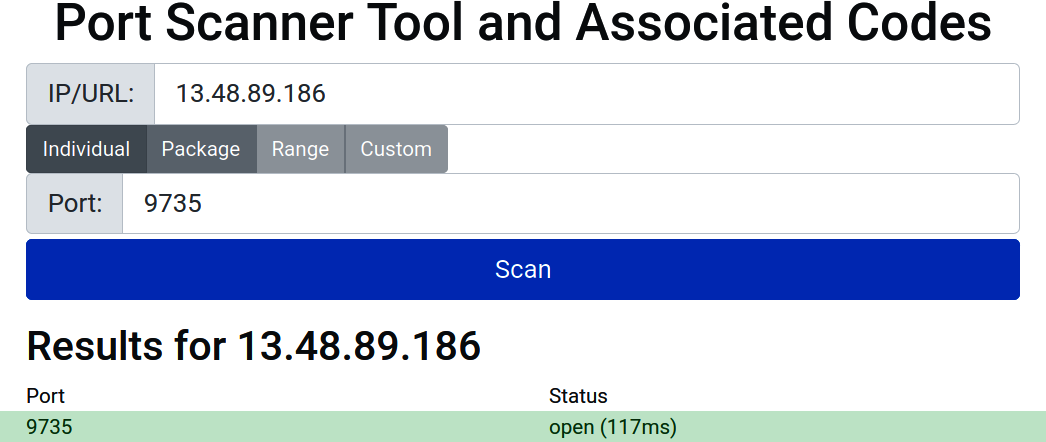 Port Scanner Tool and Associated Codes
IP/URL: 13.48.89.186
Individual Package Range Custom
Port: 9735
Scan
Results for 13.48.89.186
Port Status
9735 open (117ms)